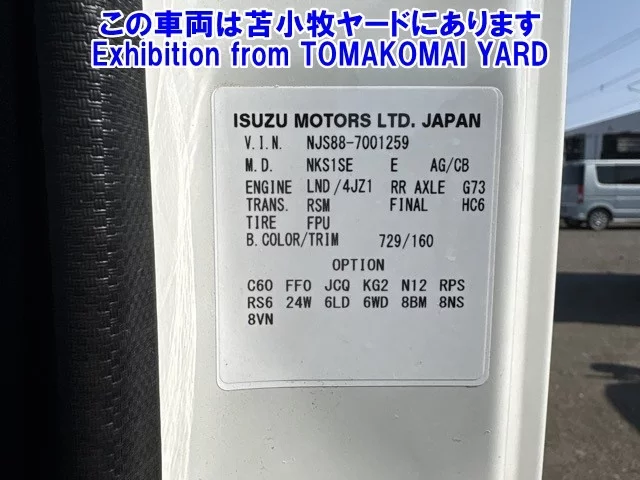 この車両は苫小牧ヤードにあります
Exhibition from TOMAKOMAI YARD
ISUZU MOTORS LTD. JAPAN
V.I.N. NJS88-7001259
M.D. NKS1SE E AG/CB
ENGINE LND/4JZ1 RR AXLE G73
TRANS. RSM FINAL HC6
TIRE FPU
B.COLOR/TRIM 729/160
OPTION
C60 FF0 JCQ KG2 N12 RPS
RS6 24W 6LD 6WD 8BM 8NS
8VN